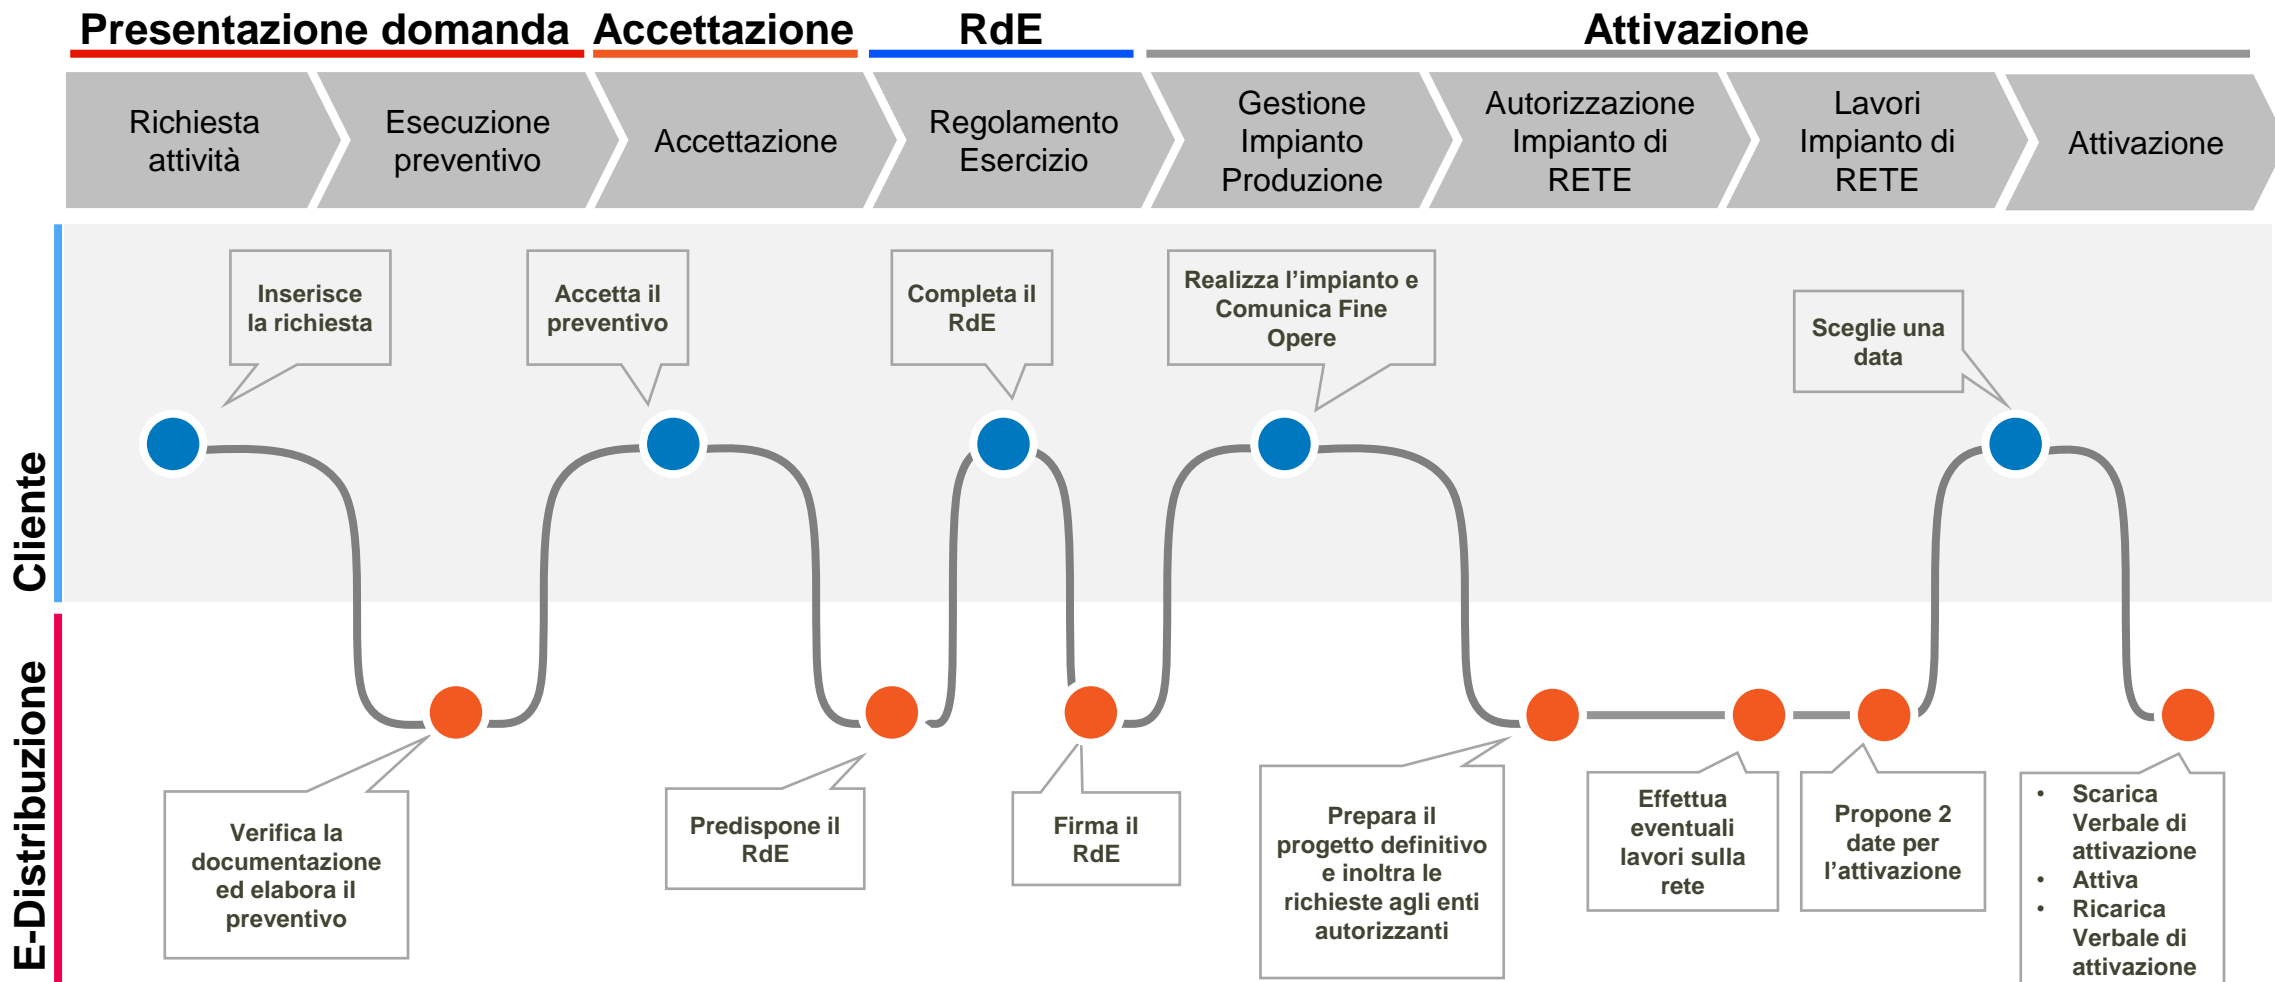 Presentazione domanda
Accettazione
RdE
Attivazione
Richiesta
attività
Esecuzione
preventivo
Accettazione
Regolamento
Esercizio
Gestione
Impianto
Produzione
Autorizzazione
Impianto di
RETE
Lavori
Impianto di
RETE
Attivazione
Cliente
Inserisce
la richiesta
Accetta il
preventivo
Completa il
RdE
Realizza l’impianto e
Comunica Fine
Opere
Sceglie una
data
E-Distribuzione
Verifica la
documentazione
ed elabora il
preventivo
Predispone il
RdE
Firma il
RdE
Prepara il
progetto definitivo
e inoltra le
richieste agli enti
autorizzanti
Effettua
eventuali
lavori sulla
rete
Propone 2
date per
l’attivazione
• Scarica
Verbale di
attivazione
• Attiva
• Ricarica
Verbale di
attivazione